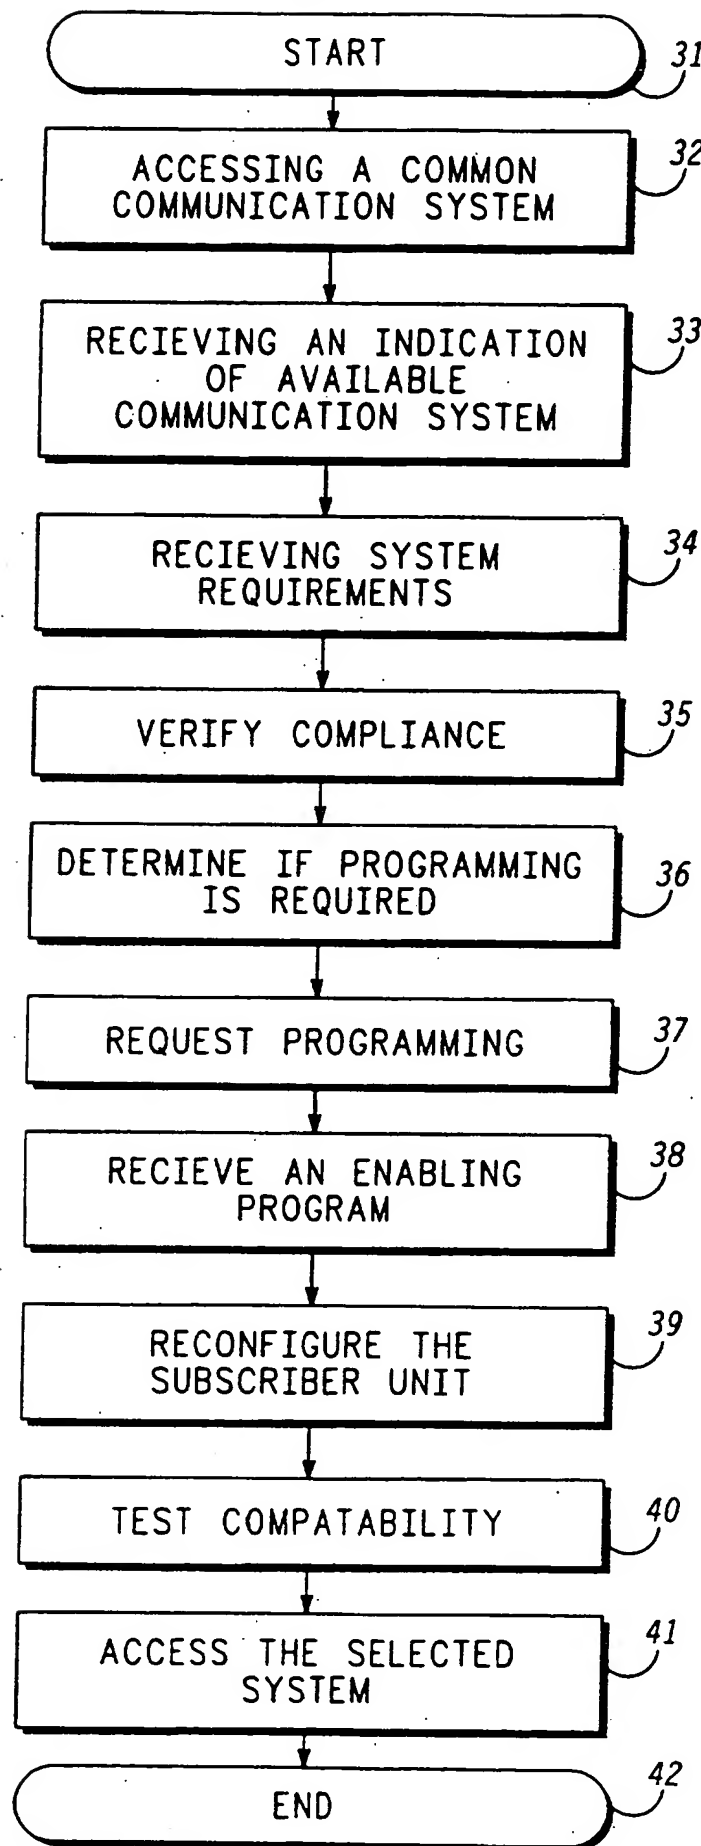 START
31
ACCESSING A COMMON
COMMUNICATION SYSTEM
32
RECIEVING AN INDICATION
OF AVAILABLE
COMMUNICATION SYSTEM
33
RECIEVING SYSTEM
REQUIREMENTS
34
VERIFY COMPLIANCE
35
DETERMINE IF PROGRAMMING
IS REQUIRED
36
REQUEST PROGRAMMING
37
RECIEVE AN ENABLING
PROGRAM
38
RECONFIGURE THE
SUBSCRIBER UNIT
39
TEST COMPATABILITY
40
ACCESS THE SELECTED
SYSTEM
41
END
42